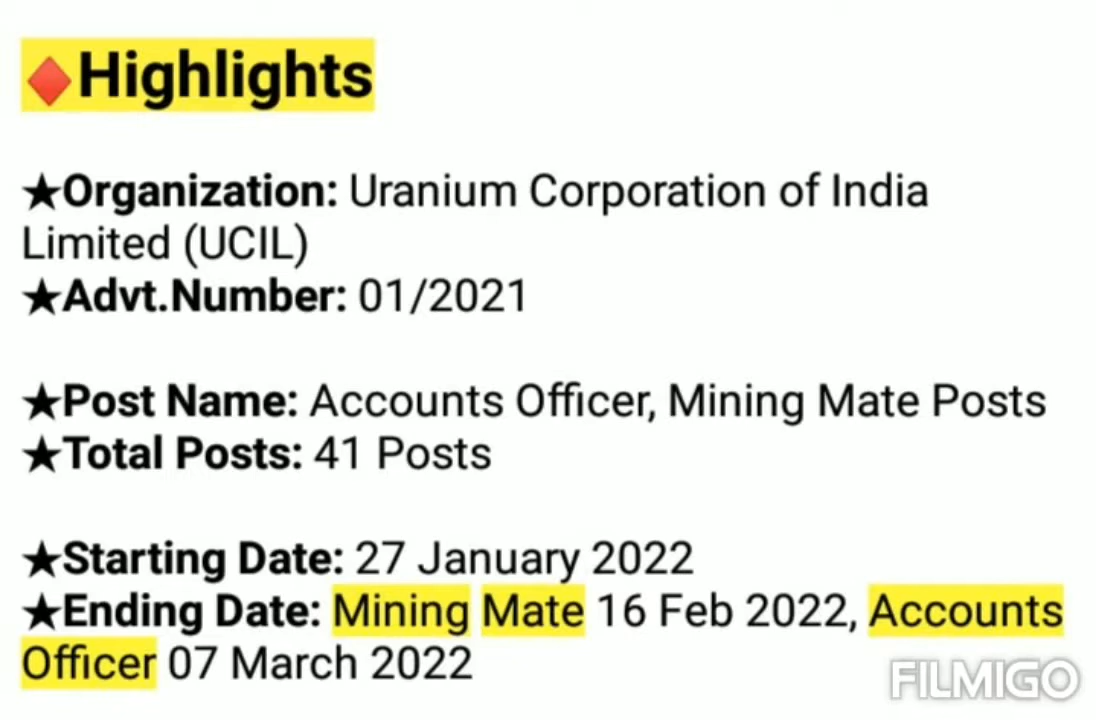 ♦Highlights
★Organization: Uranium Corporation of India
Limited (UCIL)
★Advt.Number: 01/2021
★Post Name: Accounts Officer, Mining Mate Posts
★Total Posts: 41 Posts
★Starting Date: 27 January 2022
★Ending Date: Mining Mate 16 Feb 2022, Accounts
Officer 07 March 2022
FILMIGO